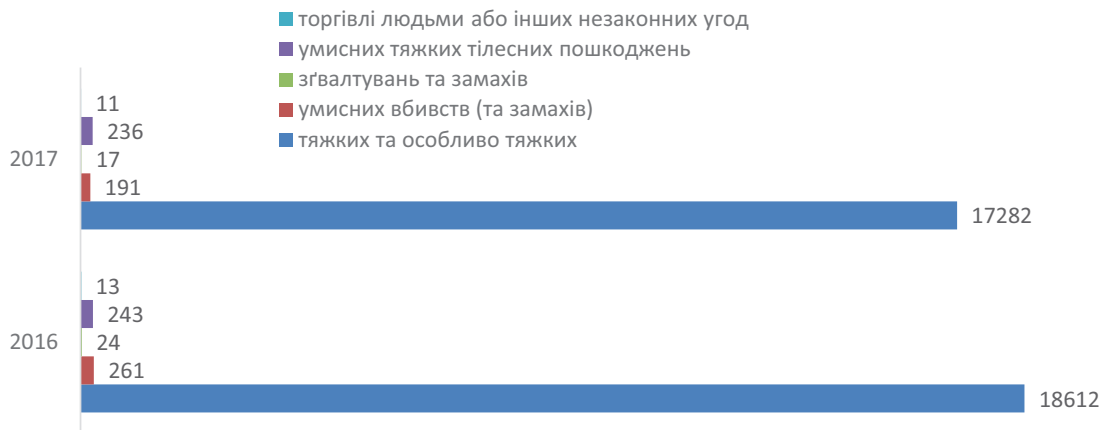 торгівлі людьми або інших незаконних угод
умисних тяжких тілесних пошкоджень
зґвалтувань та замахів
умисних вбивств (та замахів)
тяжких та особливо тяжких
2017
11
236
17
191
17282
2016
13
243
24
261
18612